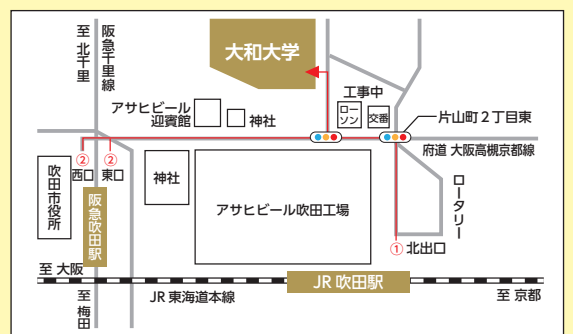 至 北千里
阪急千里線
大和大学
アサヒビール
迎賓館
神社
工事中
ローソン
交番
片山町2丁目東
府道 大阪高槻京都線
吹田市役所
②
西口
②
東口
阪急吹田駅
神社
アサヒビール吹田工場
ロータリー
① 北出口
至 大阪
JR 吹田駅
至 梅田
JR 東海道本線
至 京都